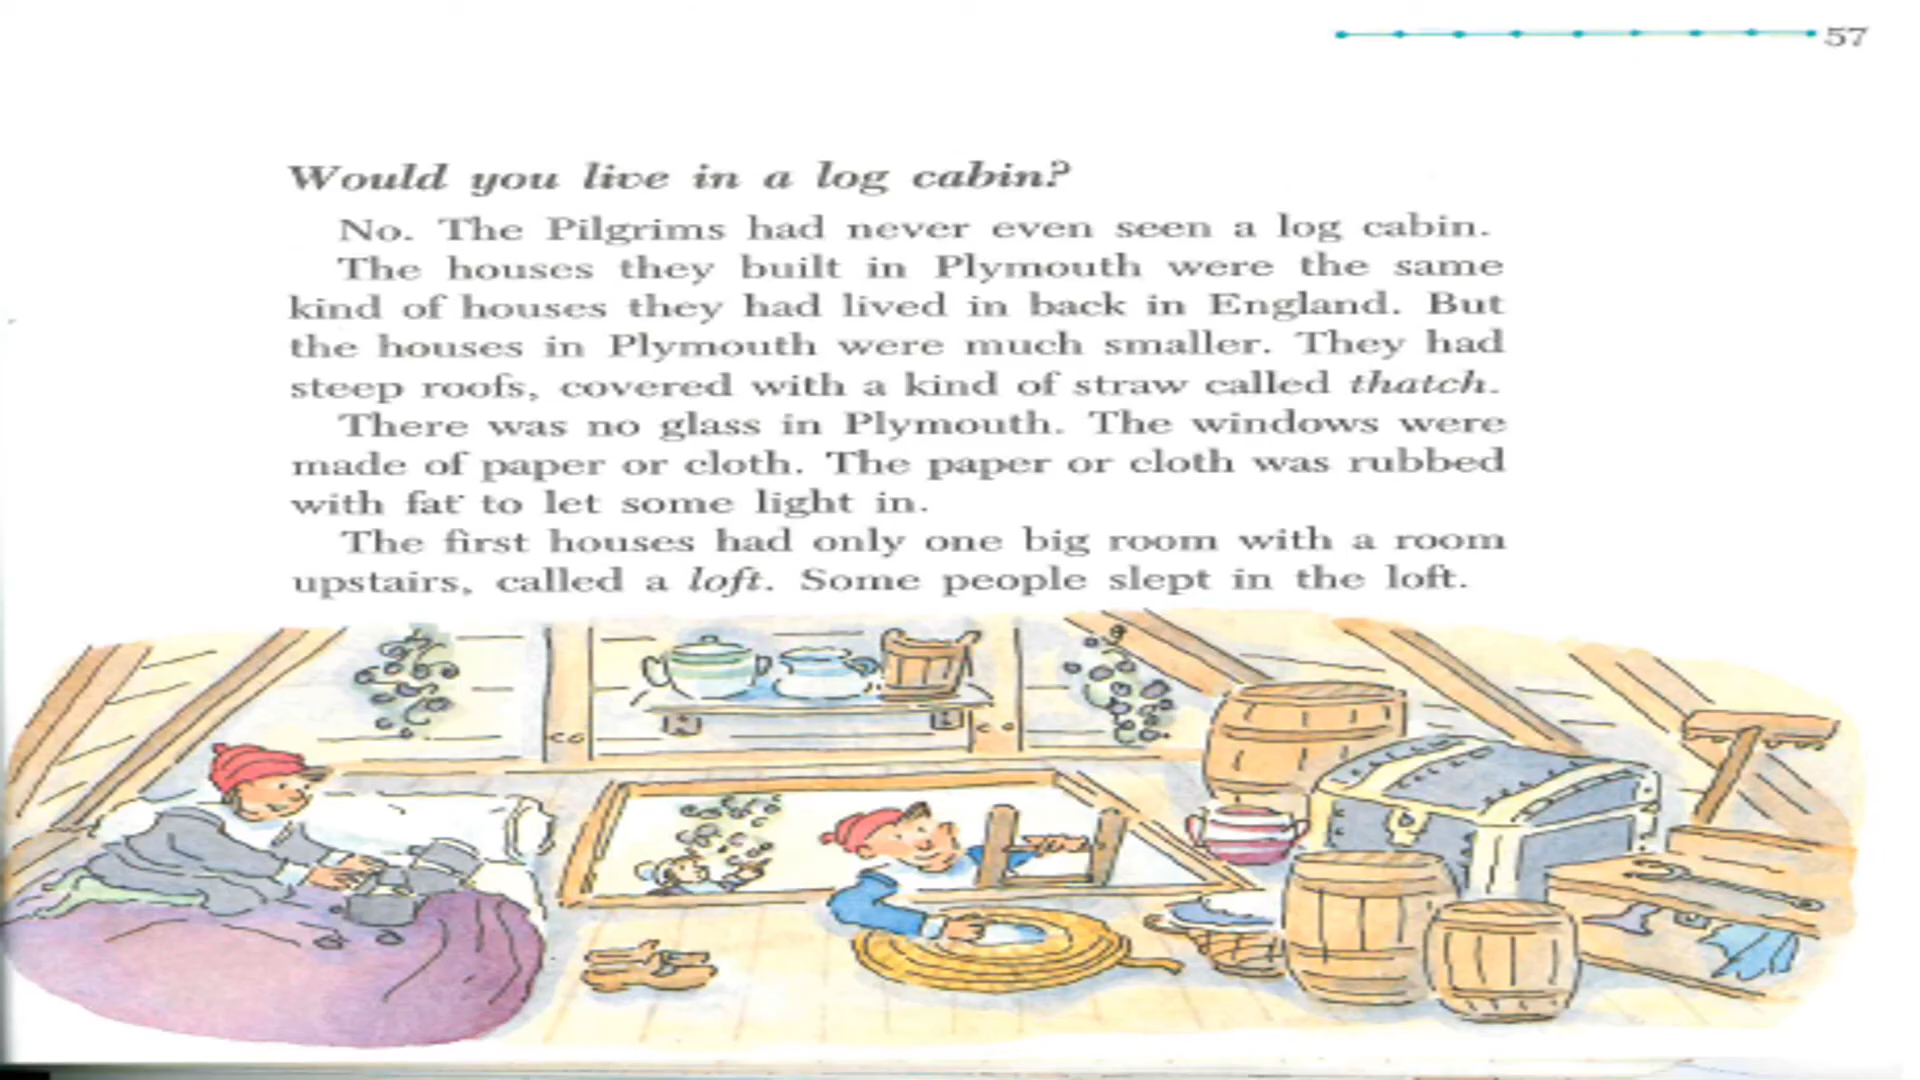 57
Would you live in a log cabin?
No. The Pilgrims had never even seen a log cabin.
The houses they built in Plymouth were the same
kind of houses they had lived in back in England. But
the houses in Plymouth were much smaller. They had
steep roofs, covered with a kind of straw called thatch.
There was no glass in Plymouth. The windows were
made of paper or cloth. The paper or cloth was rubbed
with fat to let some light in.
The first houses had only one big room with a room
upstairs, called a loft. Some people slept in the loft.